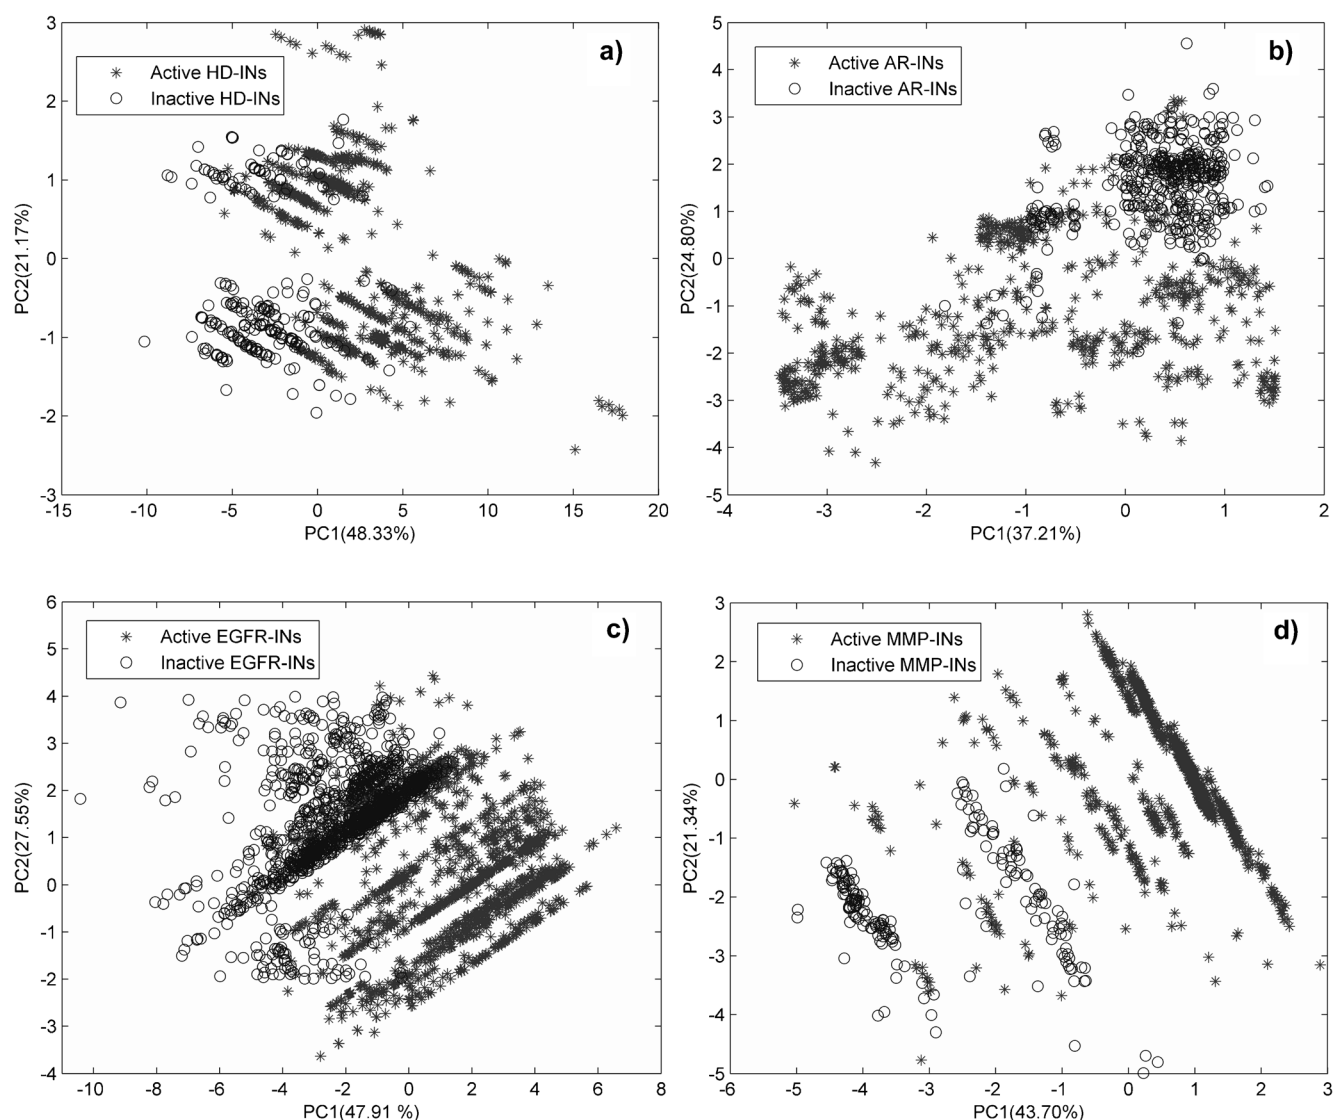 a)
Active HD-INs
Inactive HD-INs
3
2
1
0
-1
-2
-3
PC2(21.17%)
-15 -10 -5 0 5 10 15 20
PC1(48.33%)
b)
Active AR-INs
Inactive AR-INs
5
4
3
2
1
0
-1
-2
-3
-4
-5
PC2(24.80%)
-4 -3 -2 -1 0 1 2
PC1(37.21%)
c)
Active EGFR-INs
Inactive EGFR-INs
6
5
4
3
2
1
0
-1
-2
-3
-4
PC2(27.55%)
-10 -8 -6 -4 -2 0 2 4 6 8
PC1(47.91 %)
d)
Active MMP-INs
Inactive MMP-INs
3
2
1
0
-1
-2
-3
-4
-5
PC2(21.34%)
-6 -5 -4 -3 -2 -1 0 1 2 3
PC1(43.70%)